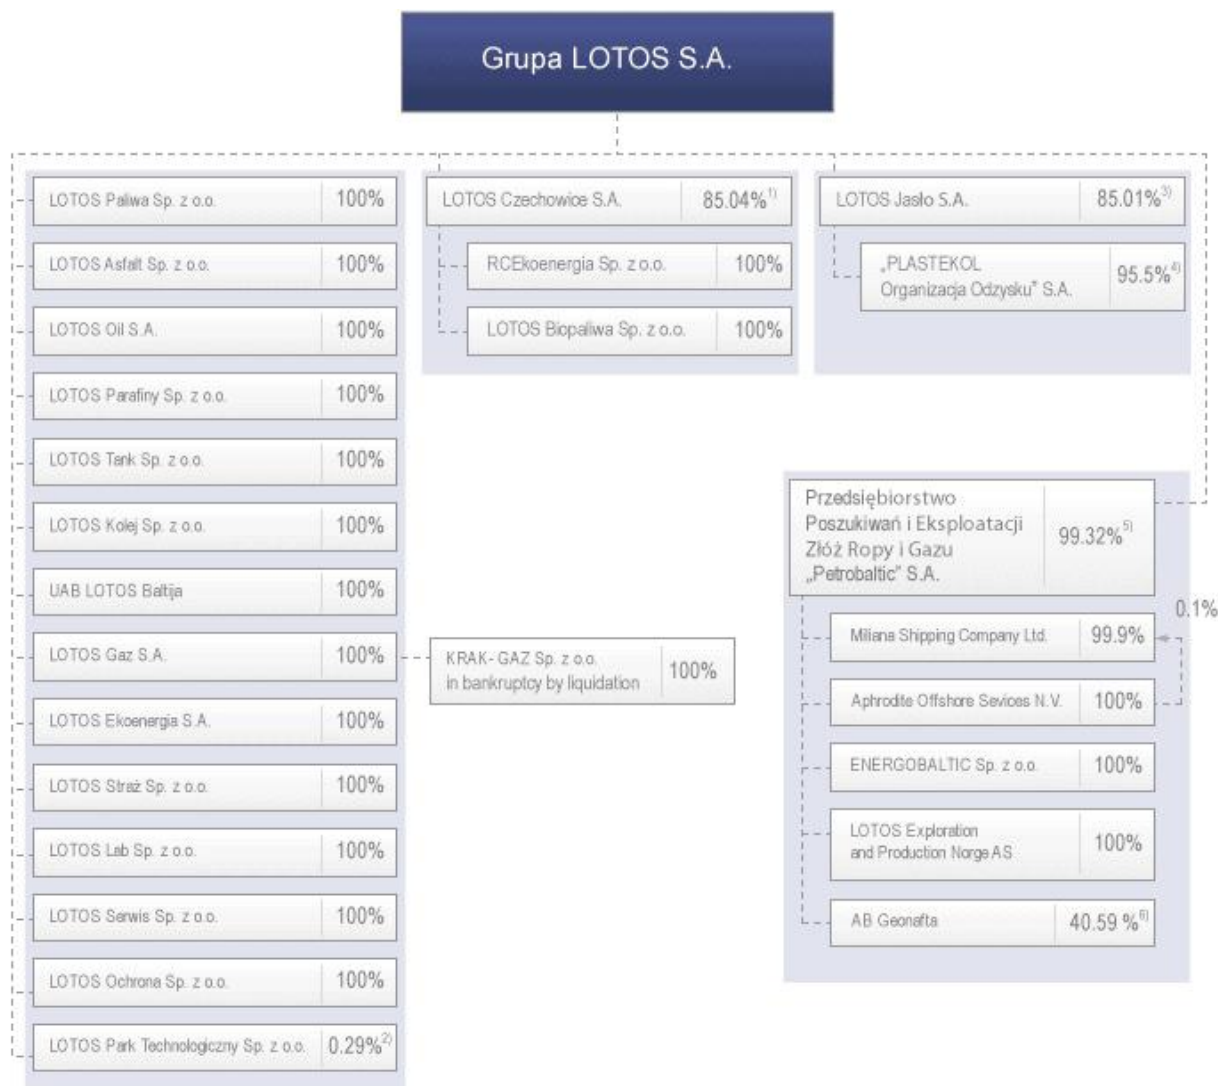 Grupa LOTOS S.A.
LOTOS Paliwa Sp. z o.o. 100%
LOTOS Asfalt Sp. z o.o. 100%
LOTOS Oil S.A. 100%
LOTOS Parafiny Sp. z o.o. 100%
LOTOS Tank Sp. z o.o. 100%
LOTOS Kolej Sp. z o.o. 100%
UAB LOTOS Baltija 100%
LOTOS Gaz S.A. 100%
LOTOS Ekoenergia S.A. 100%
LOTOS Straż Sp. z o.o. 100%
LOTOS Lab Sp. z o.o. 100%
LOTOS Serwis Sp. z o.o. 100%
LOTOS Ochrona Sp. z o.o. 100%
LOTOS Park Technologiczny Sp. z o.o. 0.29%2)
KRAK- GAZ Sp. z o.o.
in bankruptcy by liquidation 100%
LOTOS Czechowice S.A. 85.04%1)
RCEkoenergia Sp. z o.o. 100%
LOTOS Biopaliwa Sp. z o.o. 100%
LOTOS Jasło S.A. 85.01%3)
„PLASTEKOL
Organizacja Odzysku” S.A. 95.5%4)
Przedsiębiorstwo
Poszukiwań i Eksploatacji
Złóż Ropy i Gazu
„Petrobaltic” S.A. 99.32%5)
0.1%
Miliana Shipping Company Ltd. 99.9%
Aphrodite Offshore Sevices N.V. 100%
ENERGOBALTIC Sp. z o.o. 100%
LOTOS Exploration
and Production Norge AS 100%
AB Geonafta 40.59 %6)